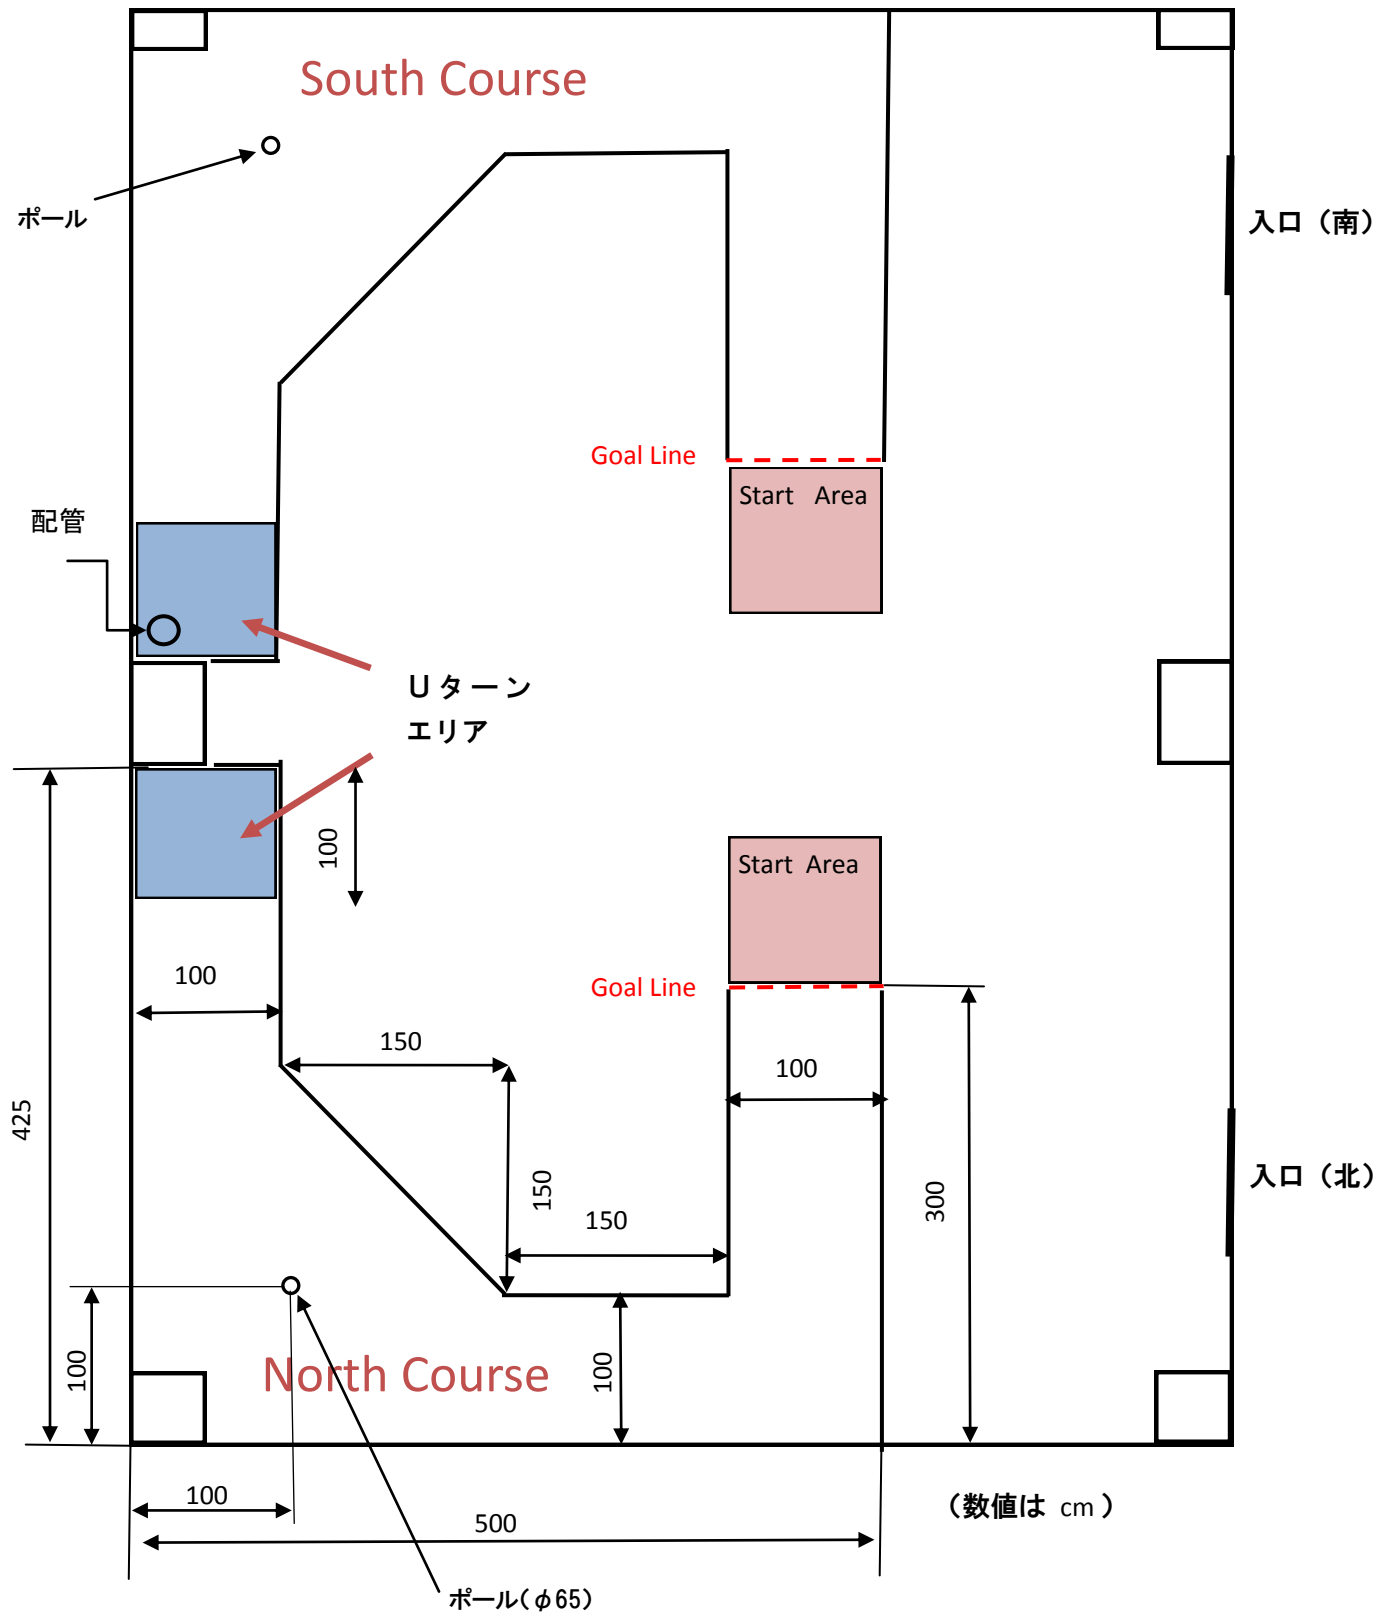 South Course
ポール
入口（南）
Goal Line
Start Area
配管
Uターン
エリア
100
Start Area
100
Goal Line
150
100
425
150
300
入口（北）
150
100
North Course
100
100
500
（数値は cm）
ポール(φ65)